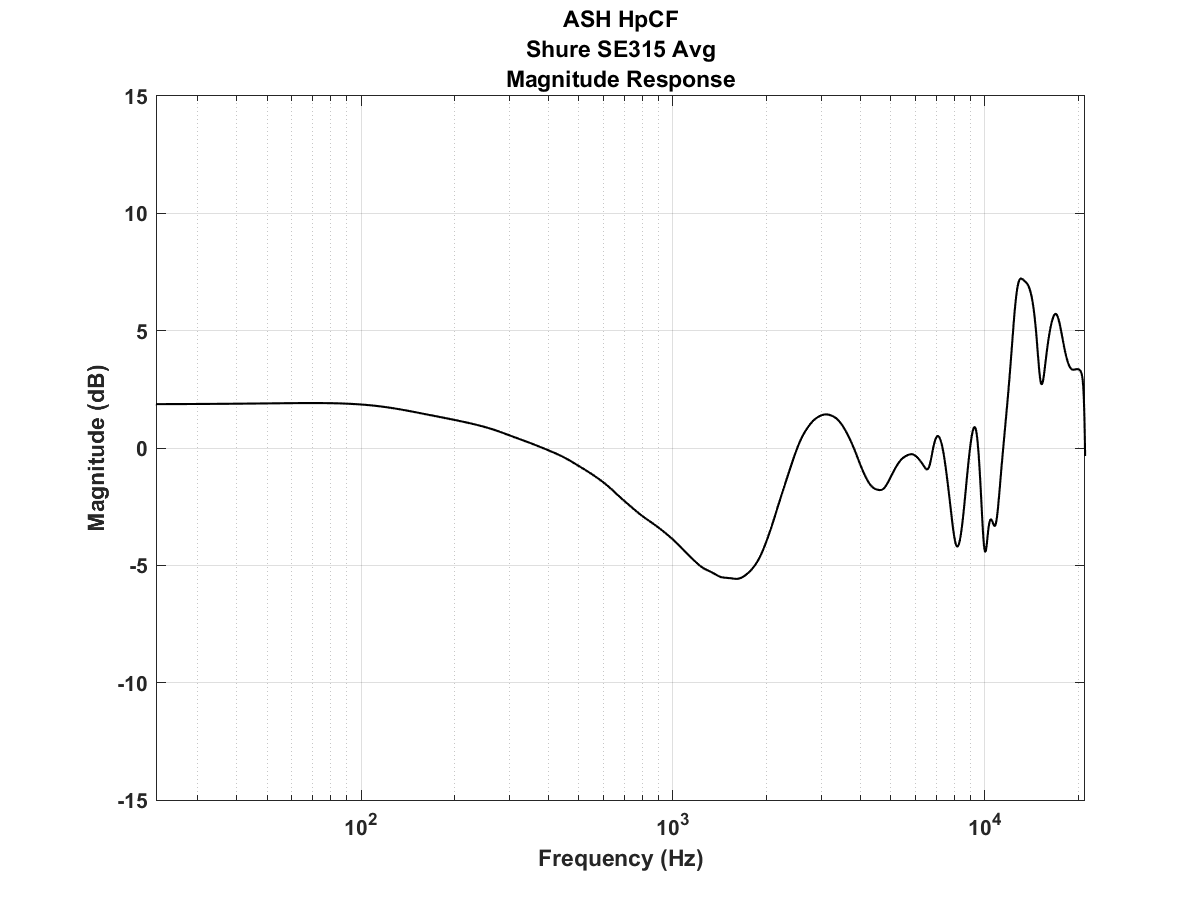 ASH HpCF
Shure SE315 Avg
Magnitude Response
15
10
5
0
-5
-10
-15
Magnitude (dB)
10²
10³
10⁴
Frequency (Hz)